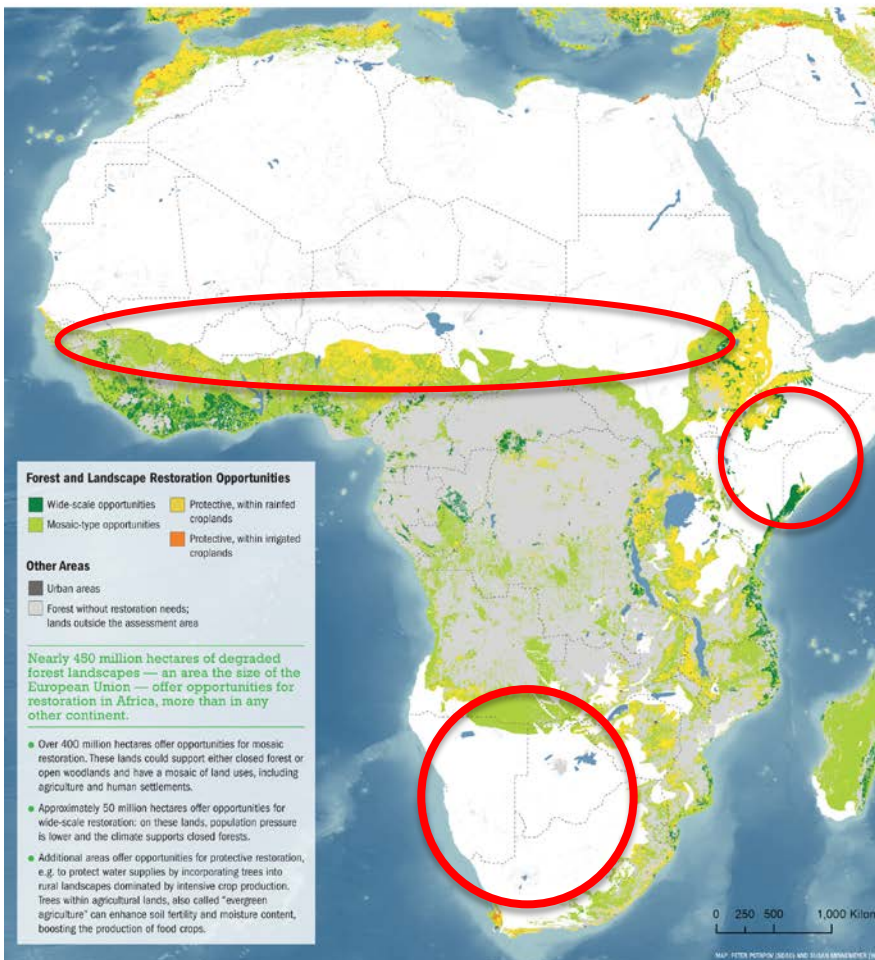 Forest and Landscape Restoration Opportunities
Wide-scale opportunities
Mosaic-type opportunities
Protective, within rainfed
croplands
Protective, within irrigated
croplands
Other Areas
Urban areas
Forest without restoration needs;
lands outside the assessment area
Nearly 450 million hectares of degraded
forest landscapes — an area the size of the
European Union — offer opportunities for
restoration in Africa, more than in any
other continent.
Over 400 million hectares offer opportunities for mosaic
restoration. These lands could support either closed forest or
open woodlands and have a mosaic of land uses, including
agriculture and human settlements.
Approximately 50 million hectares offer opportunities for
wide-scale restoration: on these lands, population pressure
is lower and the climate supports closed forests.
Additional areas offer opportunities for protective restoration,
e.g. to protect water supplies by incorporating trees into
rural landscapes dominated by intensive crop production.
Trees within agricultural lands, also called "evergreen
agriculture" can enhance soil fertility and moisture content,
boosting the production of food crops.
0 250 500 1,000 Kilon
MAP: PETER POTAPOV AND SUSAN